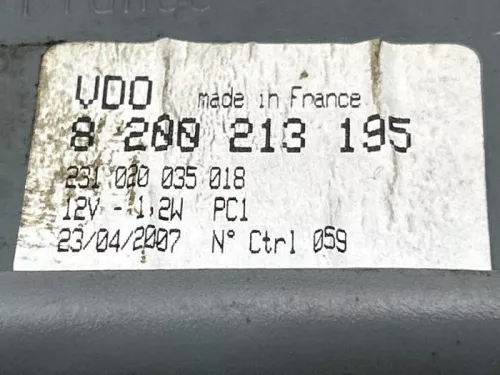 France
VDO made in France
8 200 213 195
231 020 035 018
12V - 1,2W PC1
23/04/2007 N° Ctrl 059